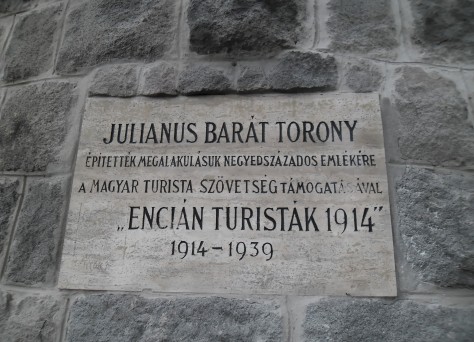 JULIANUS BARÁT TORONY
ÉPÍTETTÉK MEGALAKULÁSUK NEGYEDSZÁZADOS EMLÉKÉRE
A MAGYAR TURISTA SZÖVETSÉG TÁMOGATÁSÁVAL
„ENCIÁN TURISTÁK 1914”
1914-1939